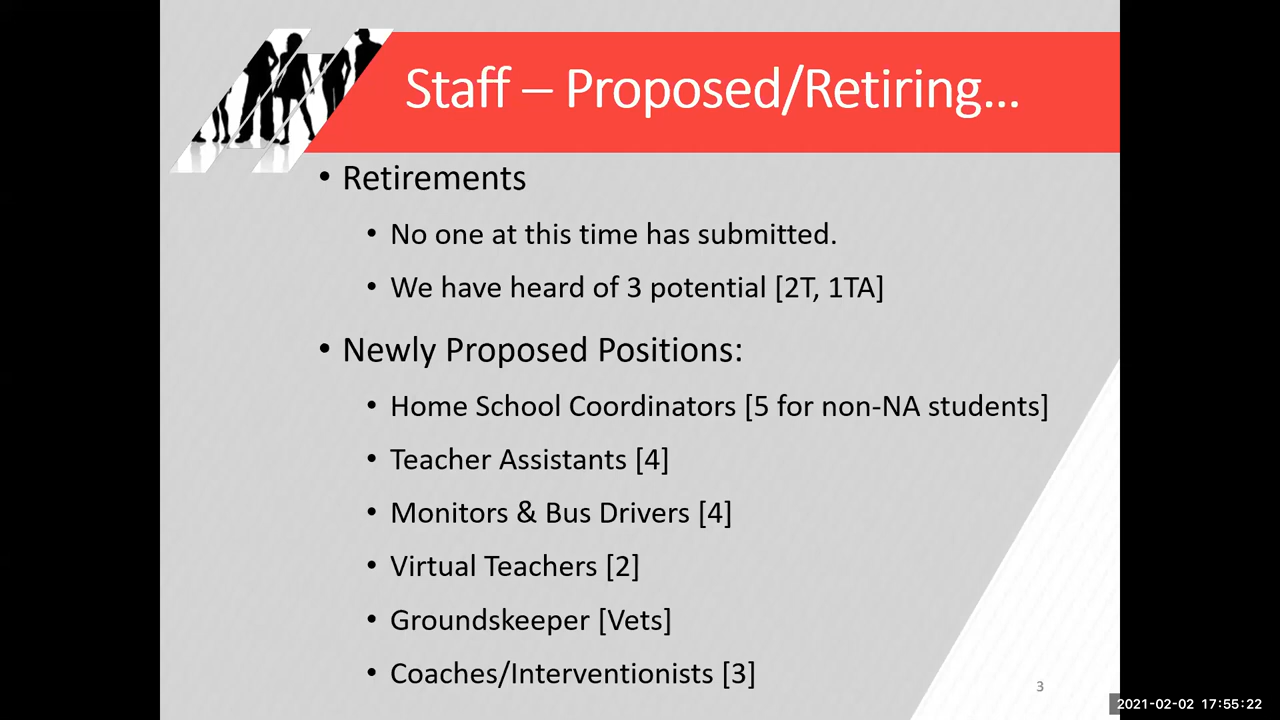 Staff – Proposed/Retiring...
• Retirements
• No one at this time has submitted.
• We have heard of 3 potential [2T, 1TA]
• Newly Proposed Positions:
• Home School Coordinators [5 for non-NA students]
• Teacher Assistants [4]
• Monitors & Bus Drivers [4]
• Virtual Teachers [2]
• Groundskeeper [Vets]
• Coaches/Interventionists [3]
3
2021-02-02 17:55:22